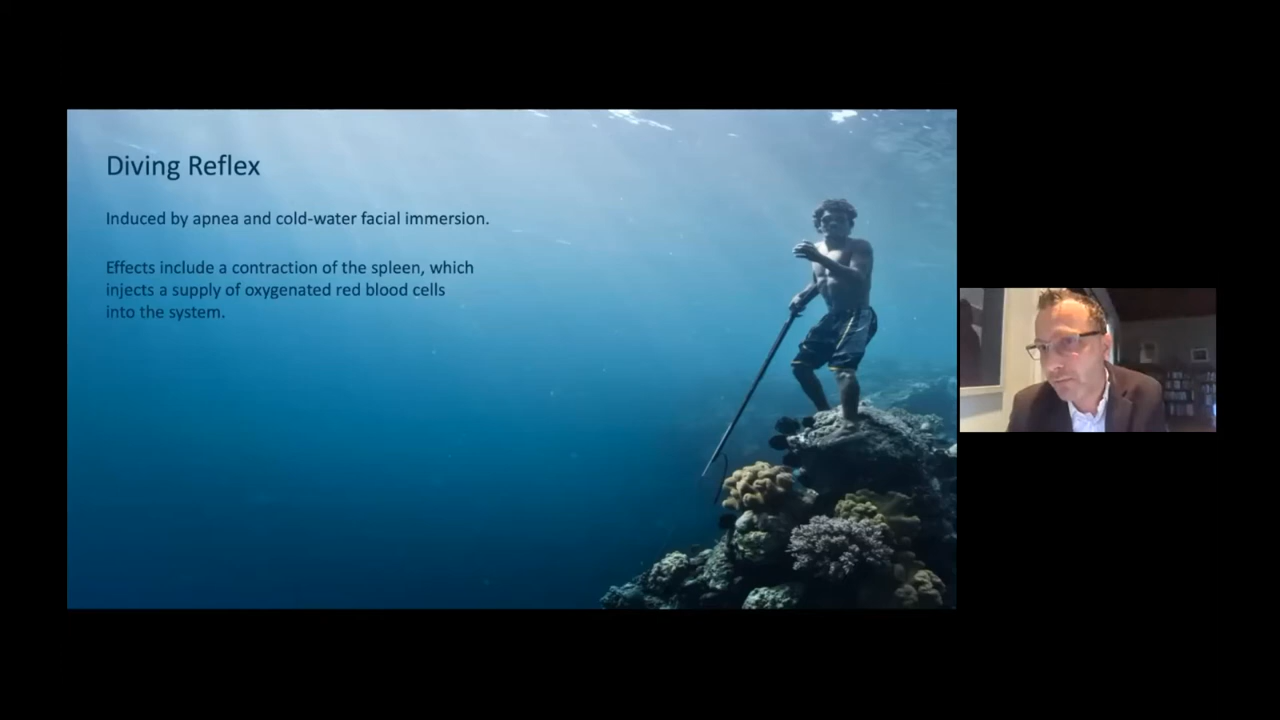 Diving Reflex
Induced by apnea and cold-water facial immersion.
Effects include a contraction of the spleen, which
injects a supply of oxygenated red blood cells
into the system.